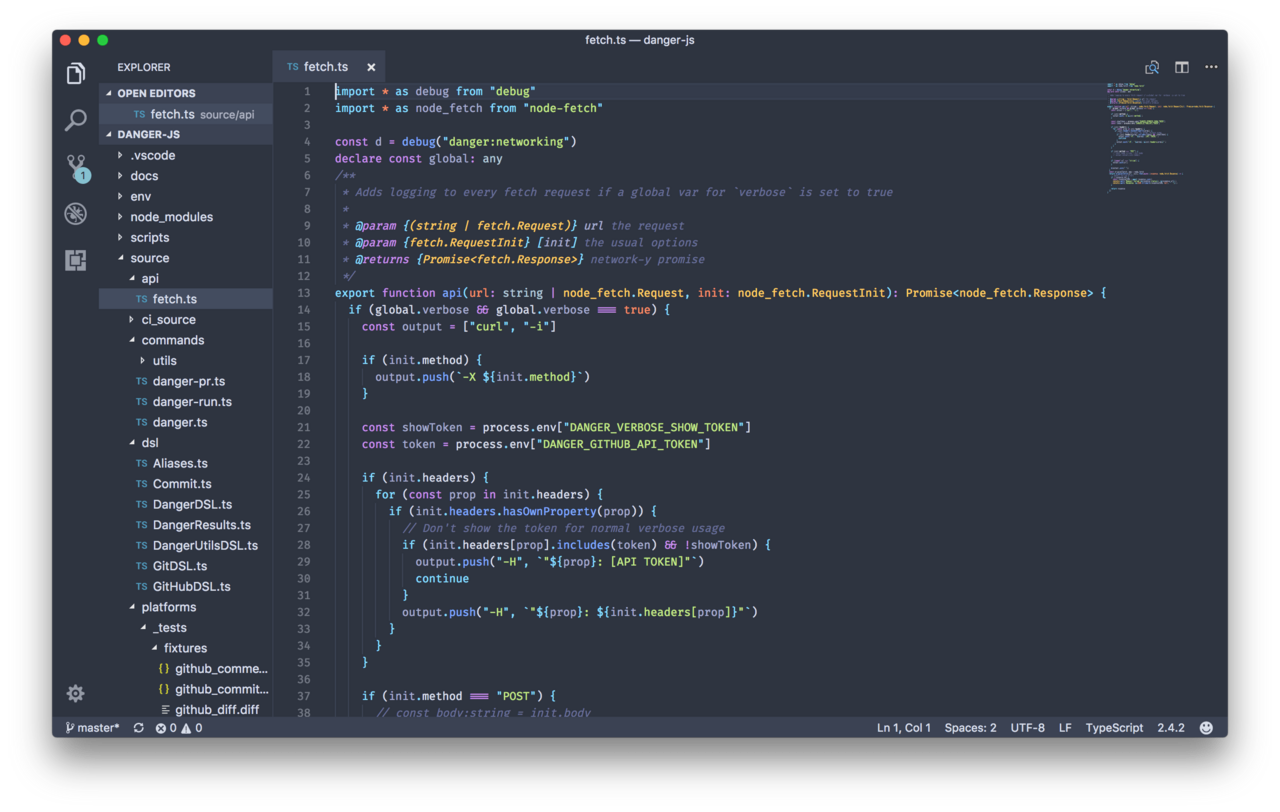 fetch.ts — danger-js
EXPLORER
OPEN EDITORS
TS fetch.ts source/api
DANGER-JS
.vscode
docs
env
node_modules
scripts
source
api
TS fetch.ts
ci_source
commands
utils
TS danger-pr.ts
TS danger-run.ts
TS danger.ts
dsl
TS Aliases.ts
TS Commit.ts
TS DangerDSL.ts
TS DangerResults.ts
TS DangerUtilsDSL.ts
TS GitDSL.ts
TS GitHubDSL.ts
platforms
_tests
fixtures
{} github_comme...
{} github_commit...
github_diff.diff
1
TS fetch.ts ×
1 import * as debug from "debug"
2 import * as node_fetch from "node-fetch"
3
4 const d = debug("danger:networking")
5 declare const global: any
6 /**
7 * Adds logging to every fetch request if a global var for `verbose` is set to true
8 *
9 * @param {(string | fetch.Request)} url the request
10 * @param {fetch.RequestInit} [init] the usual options
11 * @returns {Promise<fetch.Response>} network-y promise
12 */
13 export function api(url: string | node_fetch.Request, init: node_fetch.RequestInit): Promise<node_fetch.Response> {
14 if (global.verbose && global.verbose === true) {
15 const output = ["curl", "-i"]
16
17 if (init.method) {
18 output.push(`-X ${init.method}`)
19 }
20
21 const showToken = process.env["DANGER_VERBOSE_SHOW_TOKEN"]
22 const token = process.env["DANGER_GITHUB_API_TOKEN"]
23
24 if (init.headers) {
25 for (const prop in init.headers) {
26 if (init.headers.hasOwnProperty(prop)) {
27 // Don't show the token for normal verbose usage
28 if (init.headers[prop].includes(token) && !showToken) {
29 output.push("-H", `"${prop}: [API TOKEN]"`)
30 continue
31 }
32 output.push("-H", `"${prop}: ${init.headers[prop]}"`)
33 }
34 }
35 }
36
37 if (init.method === "POST") {
38 // const body:string = init.body
master* 0 0
Ln 1, Col 1 Spaces: 2 UTF-8 LF TypeScript 2.4.2